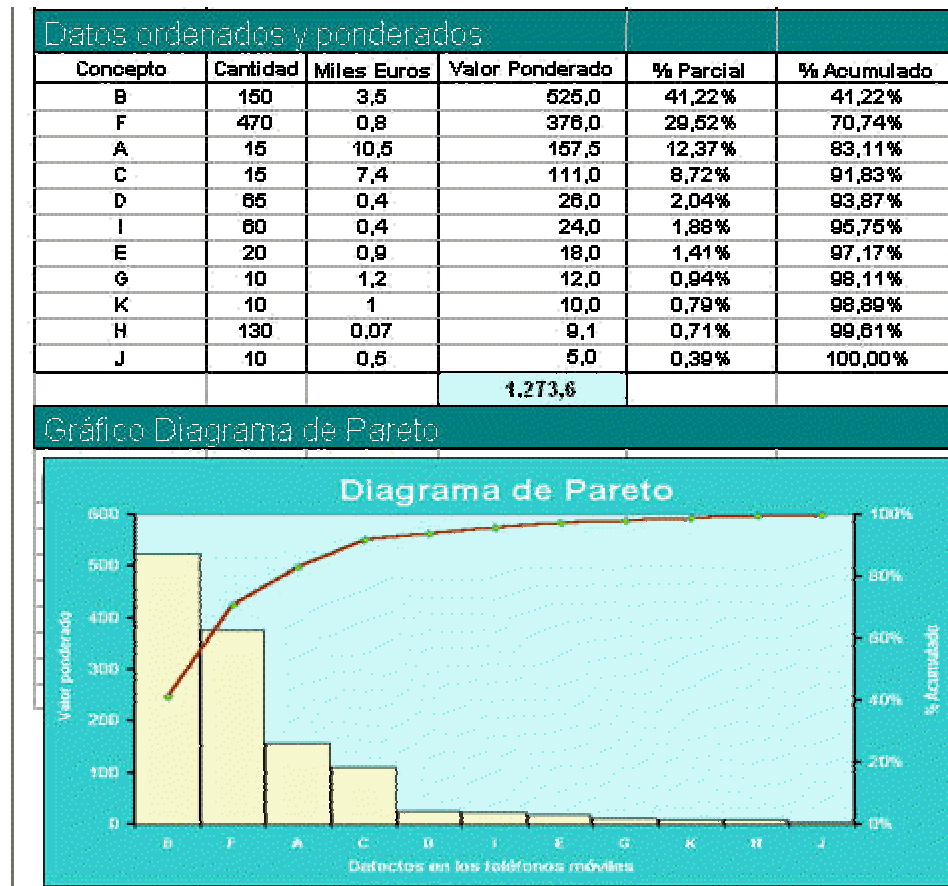 Datos ordenados y ponderados
Concepto Cantidad Miles Euros Valor Ponderado % Parcial % Acumulado
B 150 3,5 525,0 41,22% 41,22%
F 470 0,8 376,0 29,52% 70,74%
A 15 10,5 157,5 12,37% 83,11%
C 15 7,4 111,0 8,72% 91,83%
D 65 0,4 26,0 2,04% 93,87%
I 60 0,4 24,0 1,88% 95,75%
E 20 0,9 18,0 1,41% 97,17%
G 10 1,2 12,0 0,94% 98,11%
K 10 1 10,0 0,79% 98,89%
H 130 0,07 9,1 0,71% 99,61%
J 10 0,5 5,0 0,39% 100,00%
1.273,6
Gráfico Diagrama de Pareto
Diagrama de Pareto
600 100%
500
80%
400
60%
300
40%
200
20%
100
0 0%
Valor ponderado
% Acumulado
B F A C D I E G K H J
Defectos en los teléfonos móviles